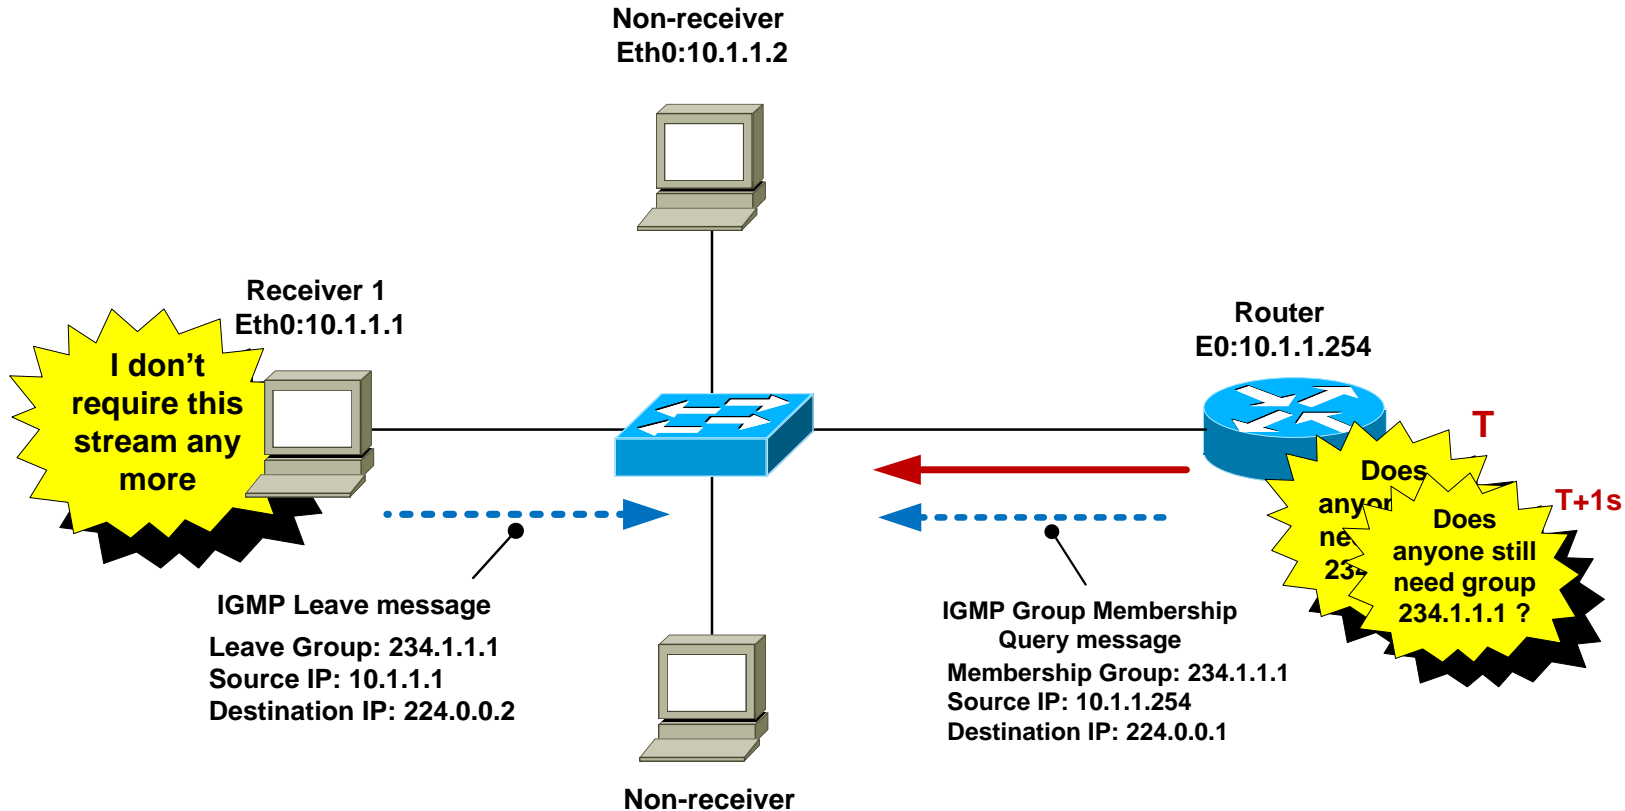 Non-receiver
Eth0:10.1.1.2
Receiver 1
Eth0:10.1.1.1
I don't
require this
stream any
more
Router
E0:10.1.1.254
T
Does
T+1s
Does
anyone still
need group
234.1.1.1 ?
IGMP Leave message
Leave Group: 234.1.1.1
Source IP: 10.1.1.1
Destination IP: 224.0.0.2
IGMP Group Membership
Query message
Membership Group: 234.1.1.1
Source IP: 10.1.1.254
Destination IP: 224.0.0.1
Non-receiver